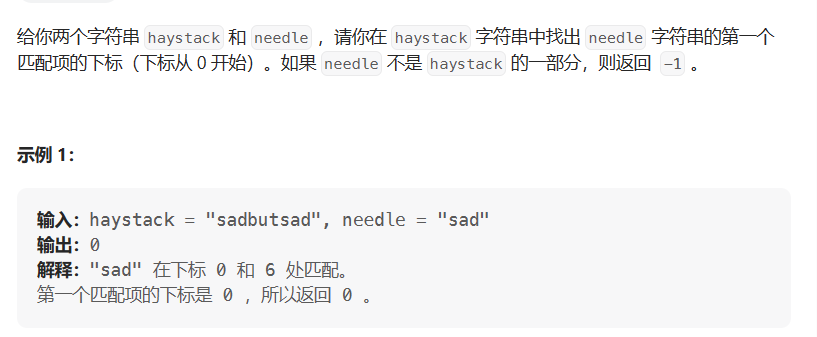 给你两个字符串 haystack 和 needle ，请你在 haystack 字符串中找出 needle 字符串的第一个
匹配项的下标（下标从 0 开始）。如果 needle 不是 haystack 的一部分，则返回 -1 。
示例 1：
输入：haystack = "sadbutsad", needle = "sad"
输出：0
解释："sad" 在下标 0 和 6 处匹配。
第一个匹配项的下标是 0 ，所以返回 0 。